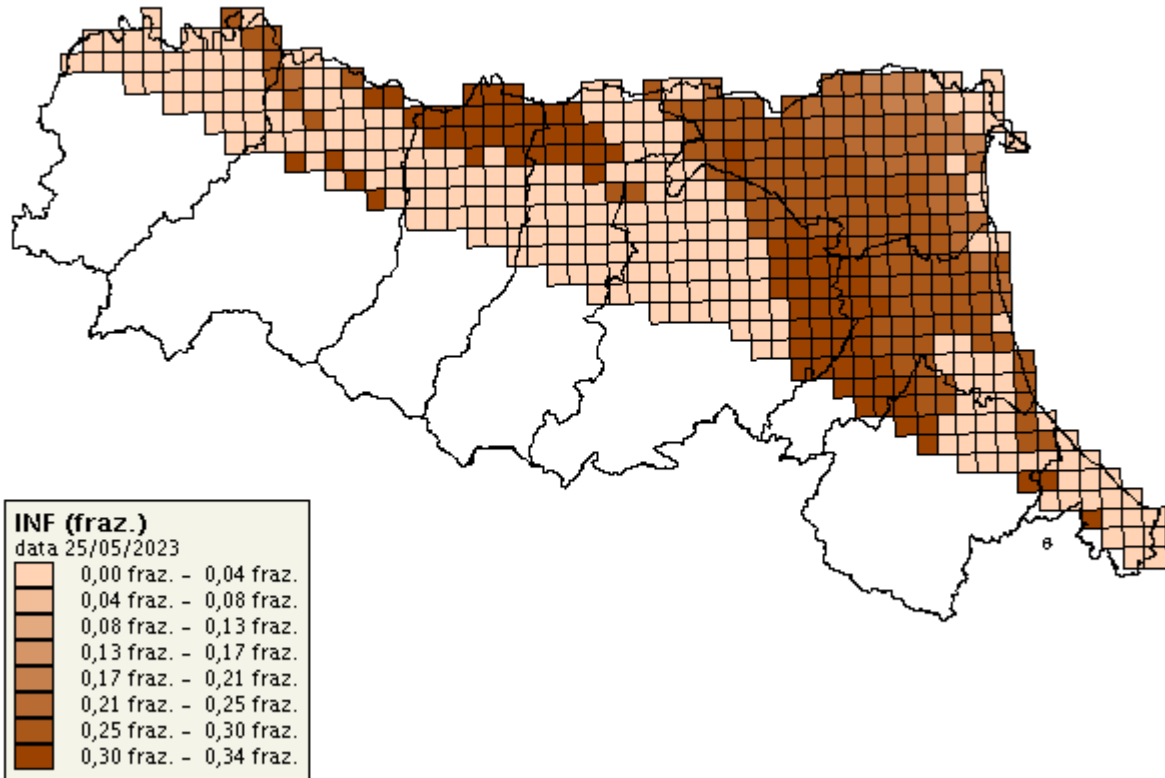 INF (fraz.)
data 25/05/2023
0,00 fraz. - 0,04 fraz.
0,04 fraz. - 0,08 fraz.
0,08 fraz. - 0,13 fraz.
0,13 fraz. - 0,17 fraz.
0,17 fraz. - 0,21 fraz.
0,21 fraz. - 0,25 fraz.
0,25 fraz. - 0,30 fraz.
0,30 fraz. - 0,34 fraz.